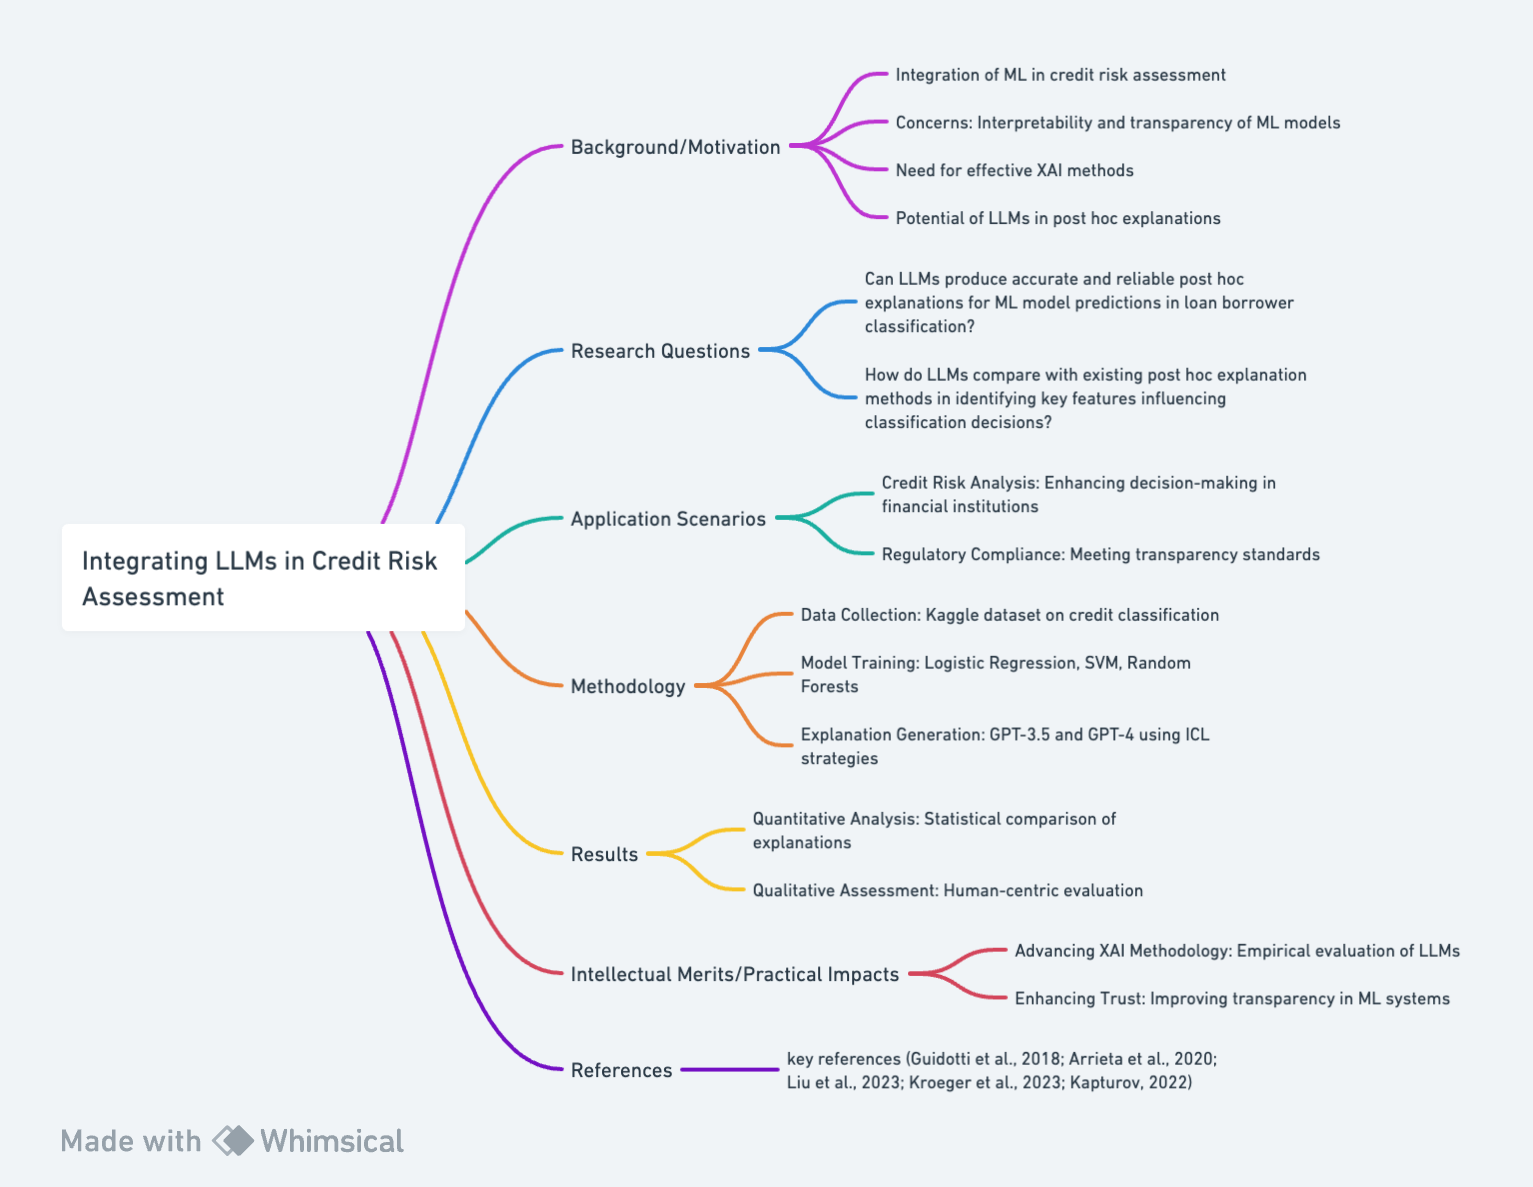 Integrating LLMs in Credit Risk
Assessment
Background/Motivation
Integration of ML in credit risk assessment
Concerns: Interpretability and transparency of ML models
Need for effective XAI methods
Potential of LLMs in post hoc explanations
Research Questions
Can LLMs produce accurate and reliable post hoc
explanations for ML model predictions in loan borrower
classification?
How do LLMs compare with existing post hoc explanation
methods in identifying key features influencing
classification decisions?
Application Scenarios
Credit Risk Analysis: Enhancing decision-making in
financial institutions
Regulatory Compliance: Meeting transparency standards
Methodology
Data Collection: Kaggle dataset on credit classification
Model Training: Logistic Regression, SVM, Random
Forests
Explanation Generation: GPT-3.5 and GPT-4 using ICL
strategies
Results
Quantitative Analysis: Statistical comparison of
explanations
Qualitative Assessment: Human-centric evaluation
Intellectual Merits/Practical Impacts
Advancing XAI Methodology: Empirical evaluation of LLMs
Enhancing Trust: Improving transparency in ML systems
References
key references (Guidotti et al., 2018; Arrieta et al., 2020;
Liu et al., 2023; Kroeger et al., 2023; Kapturov, 2022)
Made with Whimsical